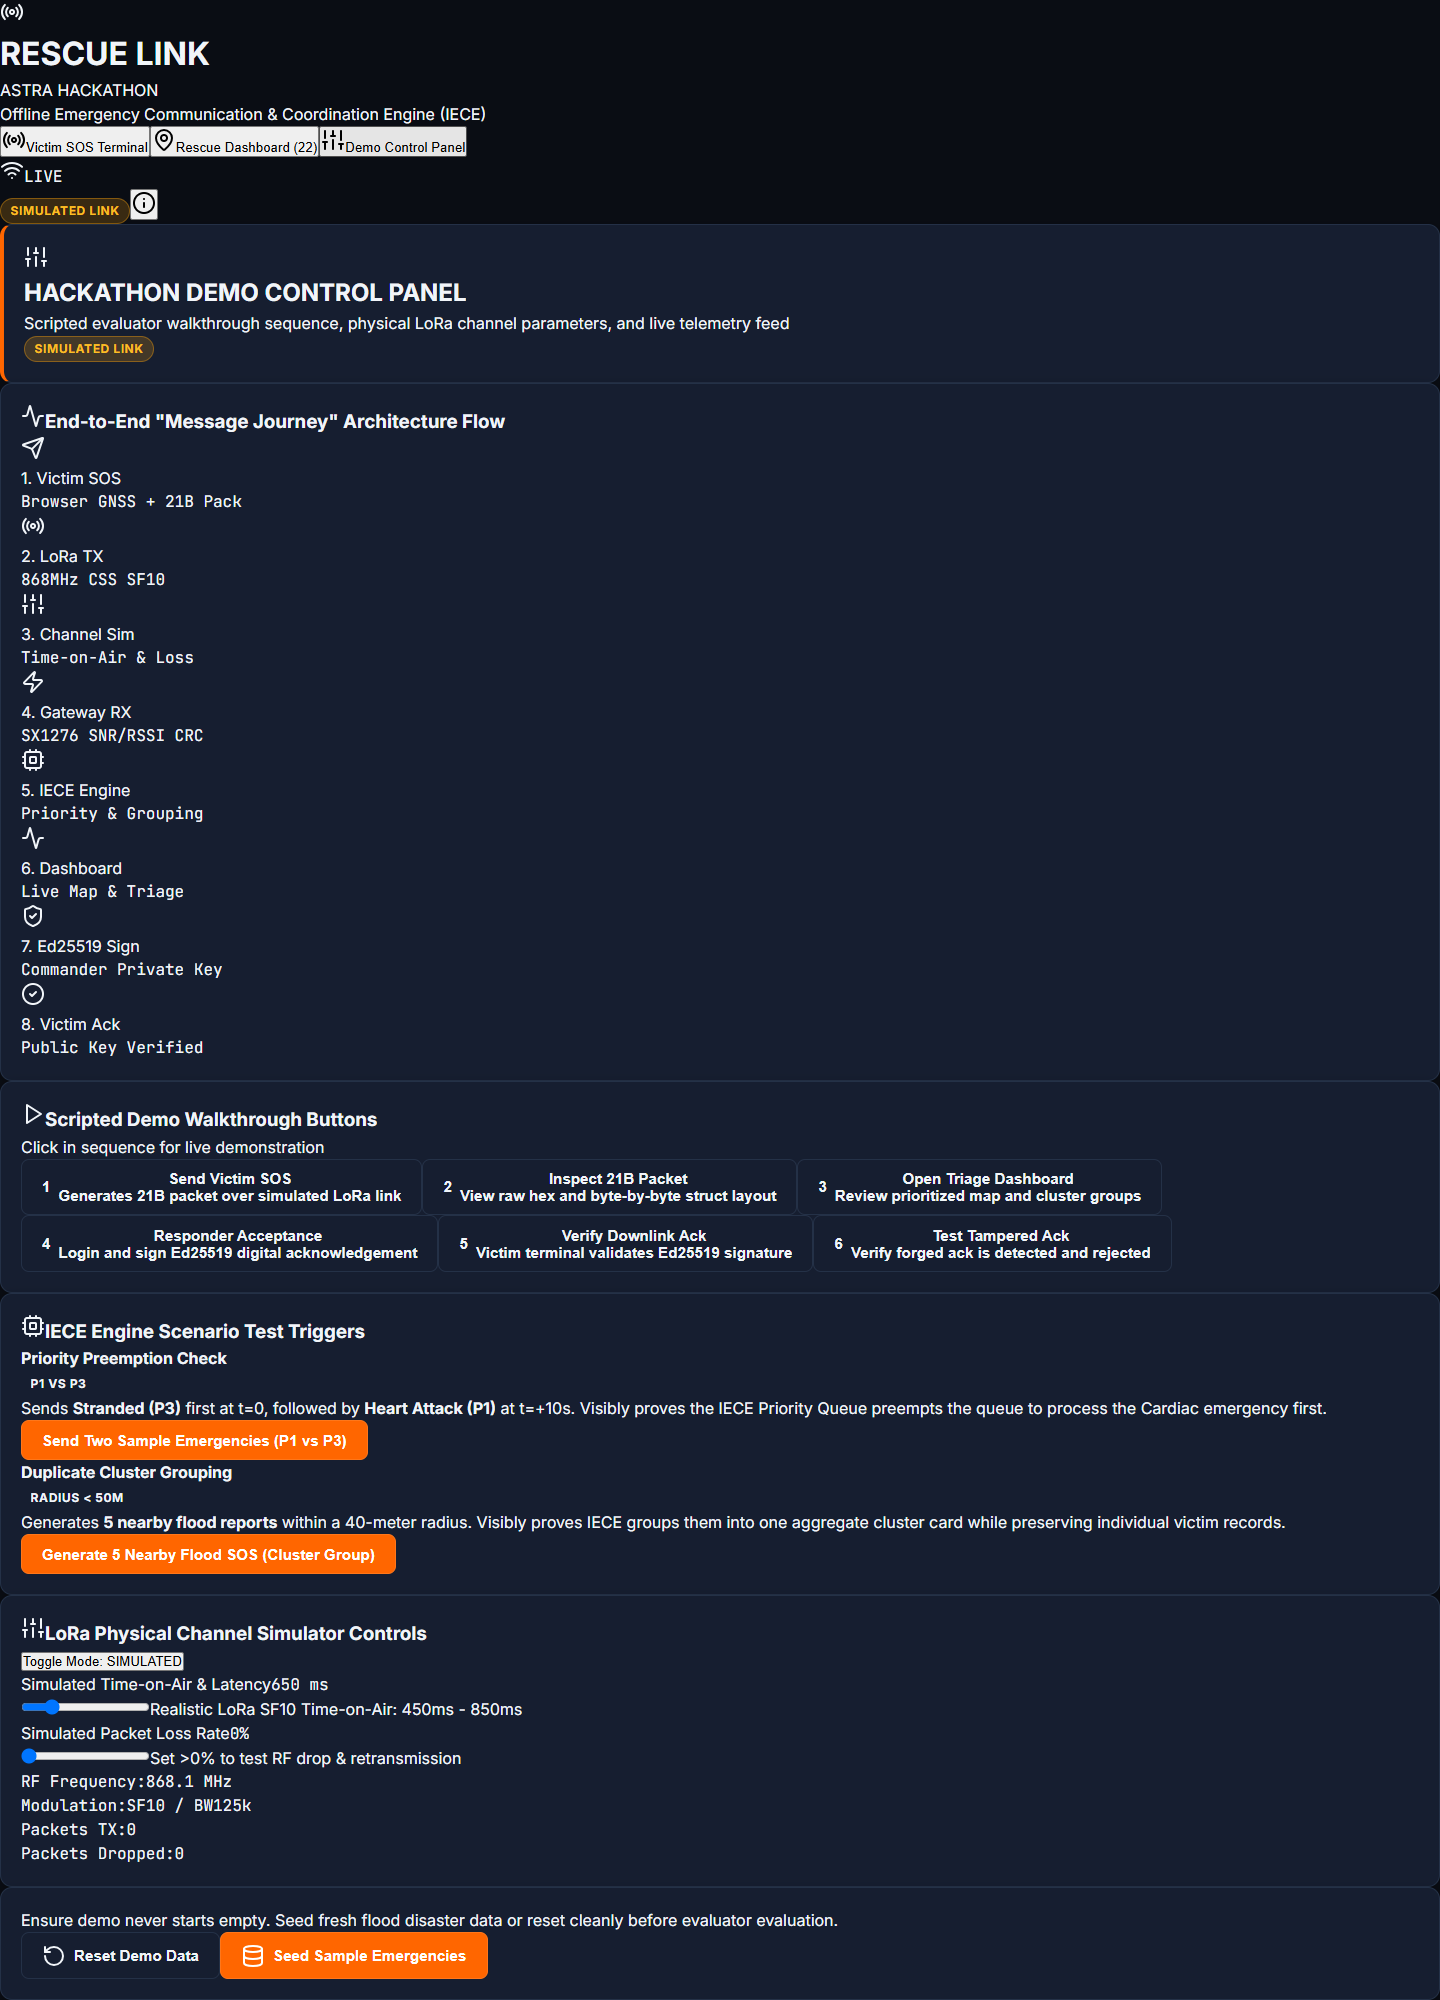 RESCUE LINK
ASTRA HACKATHON
Offline Emergency Communication & Coordination Engine (IECE)
Victim SOS Terminal Rescue Dashboard (22) Demo Control Panel
LIVE
SIMULATED LINK
HACKATHON DEMO CONTROL PANEL
Scripted evaluator walkthrough sequence, physical LoRa channel parameters, and live telemetry feed
SIMULATED LINK
End-to-End "Message Journey" Architecture Flow
1. Victim SOS
Browser GNSS + 21B Pack
2. LoRa TX
868MHz CSS SF10
3. Channel Sim
Time-on-Air & Loss
4. Gateway RX
SX1276 SNR/RSSI CRC
5. IECE Engine
Priority & Grouping
6. Dashboard
Live Map & Triage
7. Ed25519 Sign
Commander Private Key
8. Victim Ack
Public Key Verified
Scripted Demo Walkthrough Buttons
Click in sequence for live demonstration
1 Send Victim SOS
Generates 21B packet over simulated LoRa link
2 Inspect 21B Packet
View raw hex and byte-by-byte struct layout
3 Open Triage Dashboard
Review prioritized map and cluster groups
4 Responder Acceptance
Login and sign Ed25519 digital acknowledgement
5 Verify Downlink Ack
Victim terminal validates Ed25519 signature
6 Test Tampered Ack
Verify forged ack is detected and rejected
IECE Engine Scenario Test Triggers
Priority Preemption Check
P1 VS P3
Sends Stranded (P3) first at t=0, followed by Heart Attack (P1) at t=+10s. Visibly proves the IECE Priority Queue preempts the queue to process the Cardiac emergency first.
Send Two Sample Emergencies (P1 vs P3)
Duplicate Cluster Grouping
RADIUS < 50M
Generates 5 nearby flood reports within a 40-meter radius. Visibly proves IECE groups them into one aggregate cluster card while preserving individual victim records.
Generate 5 Nearby Flood SOS (Cluster Group)
LoRa Physical Channel Simulator Controls
Toggle Mode: SIMULATED
Simulated Time-on-Air & Latency650 ms
Realistic LoRa SF10 Time-on-Air: 450ms - 850ms
Simulated Packet Loss Rate0%
Set >0% to test RF drop & retransmission
RF Frequency:868.1 MHz
Modulation:SF10 / BW125k
Packets TX:0
Packets Dropped:0
Ensure demo never starts empty. Seed fresh flood disaster data or reset cleanly before evaluator evaluation.
Reset Demo Data Seed Sample Emergencies